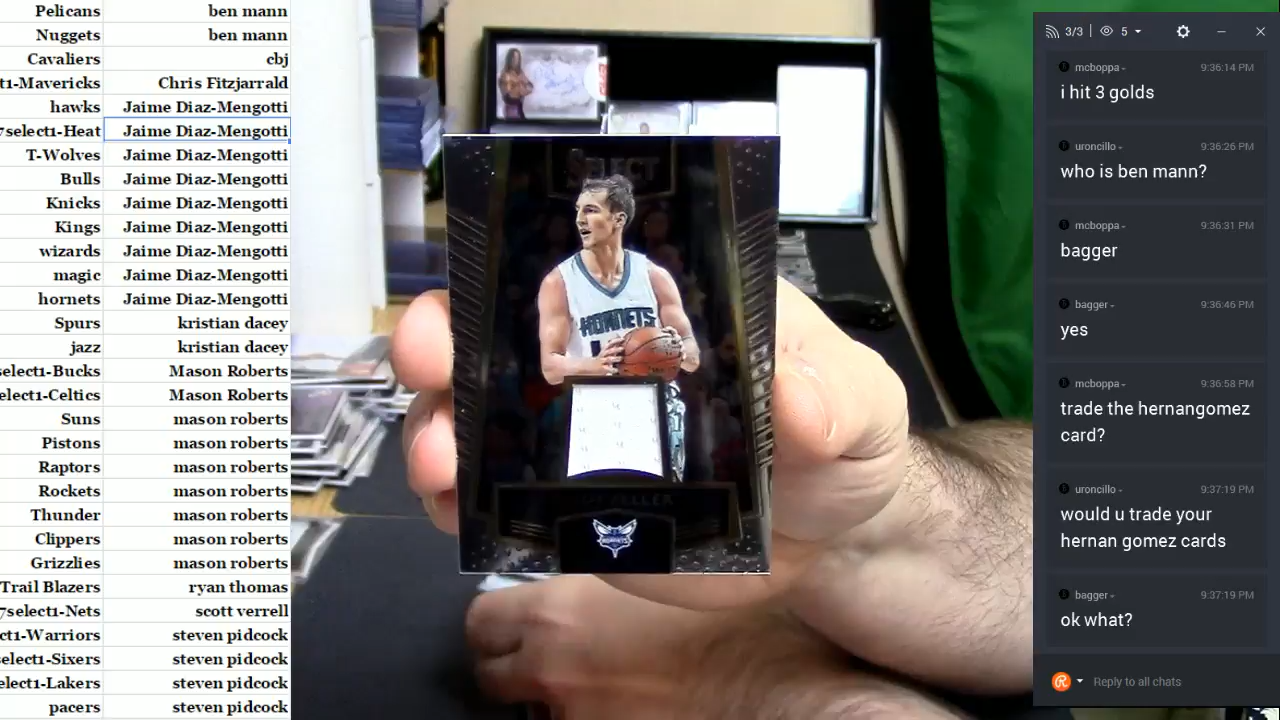 Pelicans ben mann
Nuggets ben mann
Cavaliers cbj
t1-Mavericks Chris Fitzjarrald
hawks Jaime Diaz-Mengotti
7select1-Heat Jaime Diaz-Mengotti
T-Wolves Jaime Diaz-Mengotti
Bulls Jaime Diaz-Mengotti
Knicks Jaime Diaz-Mengotti
Kings Jaime Diaz-Mengotti
wizards Jaime Diaz-Mengotti
magic Jaime Diaz-Mengotti
hornets Jaime Diaz-Mengotti
Spurs kristian dacey
jazz kristian dacey
select1-Bucks Mason Roberts
elect1-Celtics Mason Roberts
Suns mason roberts
Pistons mason roberts
Raptors mason roberts
Rockets mason roberts
Thunder mason roberts
Clippers mason roberts
Grizzlies mason roberts
Trail Blazers ryan thomas
7select1-Nets scott verrell
ct1-Warriors steven pidcock
select1-Sixers steven pidcock
elect1-Lakers steven pidcock
pacers steven pidcock
SELECT
HORNETS
ZELLER
HORNETS
3/3 5
mcboppa 9:36:14 PM
i hit 3 golds
uroncillo 9:36:26 PM
who is ben mann?
mcboppa 9:36:31 PM
bagger
bagger 9:36:46 PM
yes
mcboppa 9:36:58 PM
trade the hernangomez
card?
uroncillo 9:37:19 PM
would u trade your
hernan gomez cards
bagger 9:37:19 PM
ok what?
Reply to all chats